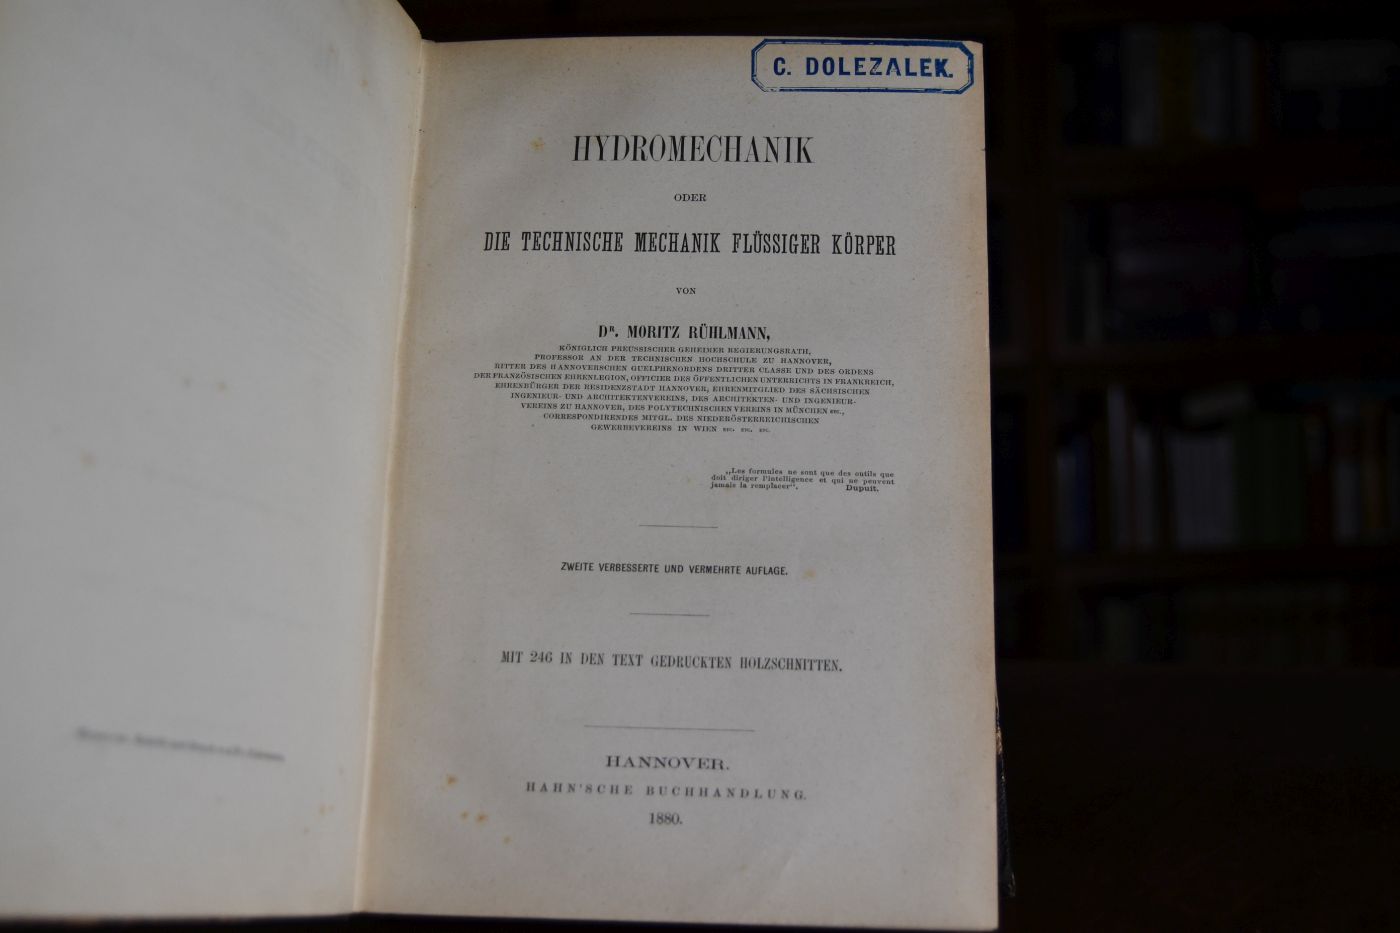 C. DOLEZALEK.
HYDROMECHANIK
ODER
DIE TECHNISCHE MECHANIK FLÜSSIGER KÖRPER
VON
DR. MORITZ RÜHLMANN,
KÖNIGLICH PREUSSISCHER GEHEIMER REGIERUNGSRATH,
PROFESSOR AN DER TECHNISCHEN HOCHSCHULE ZU HANNOVER,
RITTER DES HANNOVERSCHEN GUELPHENORDENS DRITTER CLASSE UND DES ORDENS
DER FRANZÖSISCHEN EHRENLEGION, OFFICIER DES ÖFFENTLICHEN UNTERRICHTS IN FRANKREICH,
EHRENBÜRGER DER RESIDENZSTADT HANNOVER, EHRENMITGLIED DES SÄCHSISCHEN
INGENIEUR- UND ARCHITEKTENVEREINS, DES ARCHITEKTEN- UND INGENIEUR-
VEREINS ZU HANNOVER, DES POLYTECHNISCHEN VEREINS IN MÜNCHEN ETC.,
CORRESPONDIRENDES MITGL. DES NIEDERÖSTERREICHISCHEN
GEWERBEVEREINS IN WIEN ETC. ETC. ETC.
„Les formules ne sont que des outils que
doit diriger l'intelligence et qui ne peuvent
jamais la remplacer“. Dupuit.
ZWEITE VERBESSERTE UND VERMEHRTE AUFLAGE.
MIT 246 IN DEN TEXT GEDRUCKTEN HOLZSCHNITTEN.
HANNOVER.
HAHN'SCHE BUCHHANDLUNG.
1880.